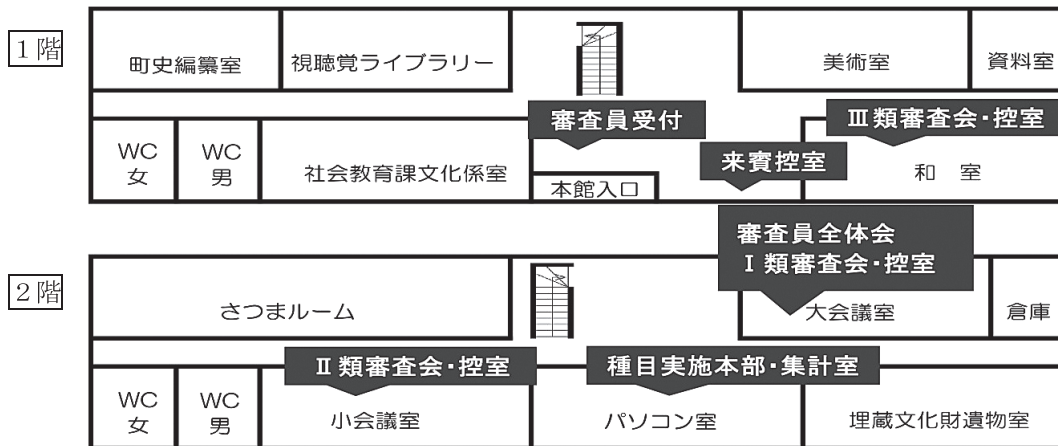 1階
町史編纂室
視聴覚ライブラリー
美術室
資料室
審査員受付
Ⅲ類審査会・控室
WC
女
WC
男
社会教育課文化係室
本館入口
来賓控室
和 室
2階
審査員全体会
Ⅰ類審査会・控室
さつまルーム
大会議室
倉庫
Ⅱ類審査会・控室
種目実施本部・集計室
WC
女
WC
男
小会議室
パソコン室
埋蔵文化財遺物室